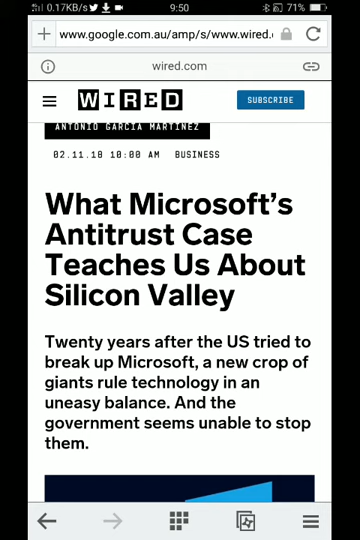 0.17KB/s 9:50 71%
www.google.com.au/amp/s/www.wired.
wired.com
WIRED
SUBSCRIBE
ANTONIO GARCIA MARTINEZ
02.11.18 10:00 AM BUSINESS
What Microsoft's
Antitrust Case
Teaches Us About
Silicon Valley
Twenty years after the US tried to
break up Microsoft, a new crop of
giants rule technology in an
uneasy balance. And the
government seems unable to stop
them.